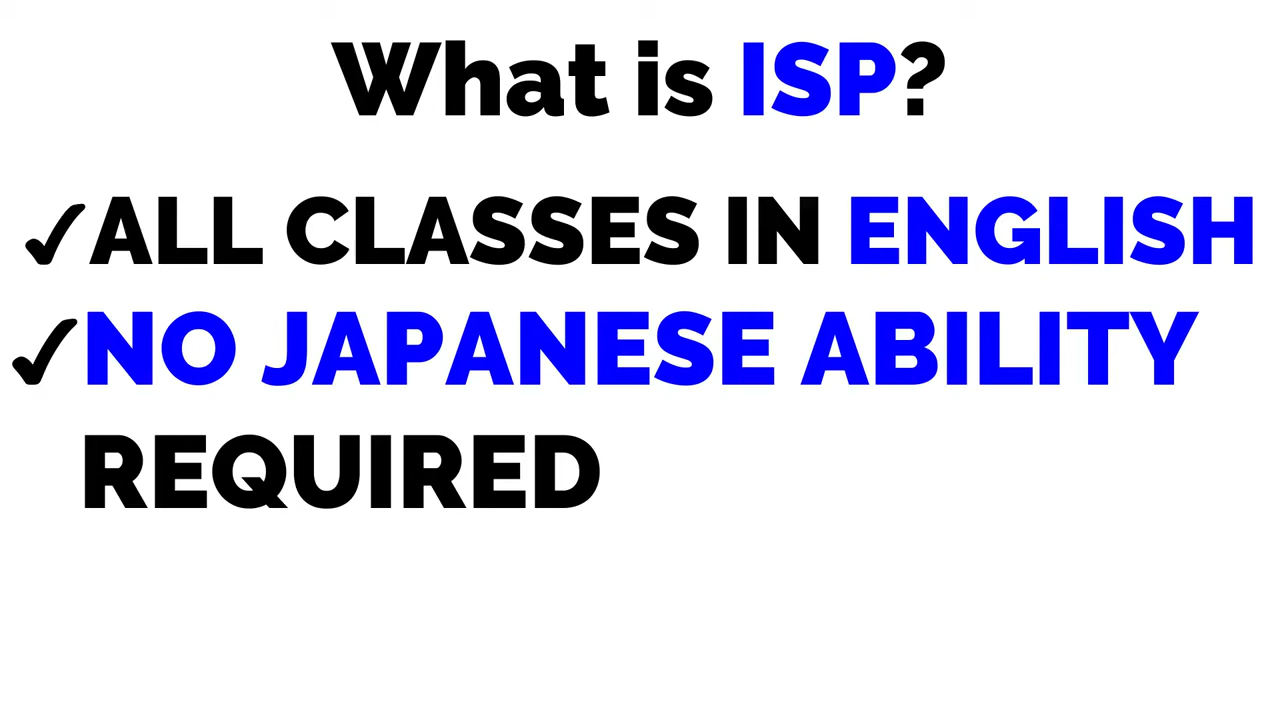 What is ISP?
✓ALL CLASSES IN ENGLISH
✓NO JAPANESE ABILITY
REQUIRED